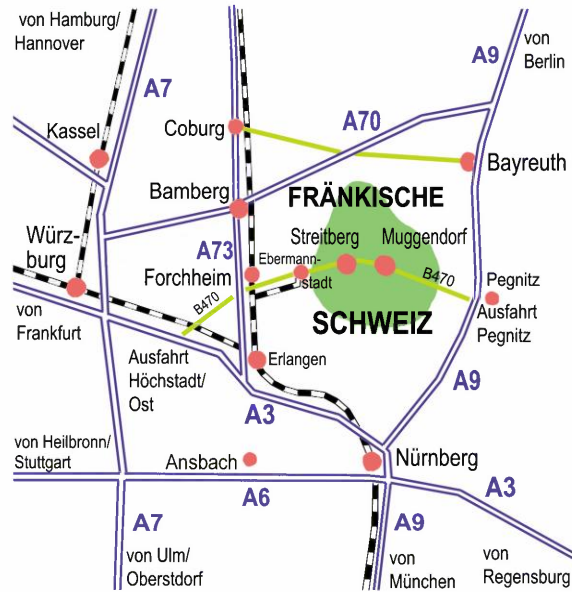 von Hamburg/
Hannover
A7
A9
von
Berlin
Kassel
Coburg
A70
Bayreuth
Bamberg
FRÄNKISCHE
Würz-
burg
A73
Forchheim
Ebermann-
stadt
Streitberg
Muggendorf
B470
B470
Pegnitz
Ausfahrt
Pegnitz
von
Frankfurt
SCHWEIZ
Ausfahrt
Höchstadt/
Ost
Erlangen
A9
A3
von Heilbronn/
Stuttgart
Ansbach
Nürnberg
A6
A3
A7
A9
von Ulm/
Oberstdorf
von
München
von
Regensburg